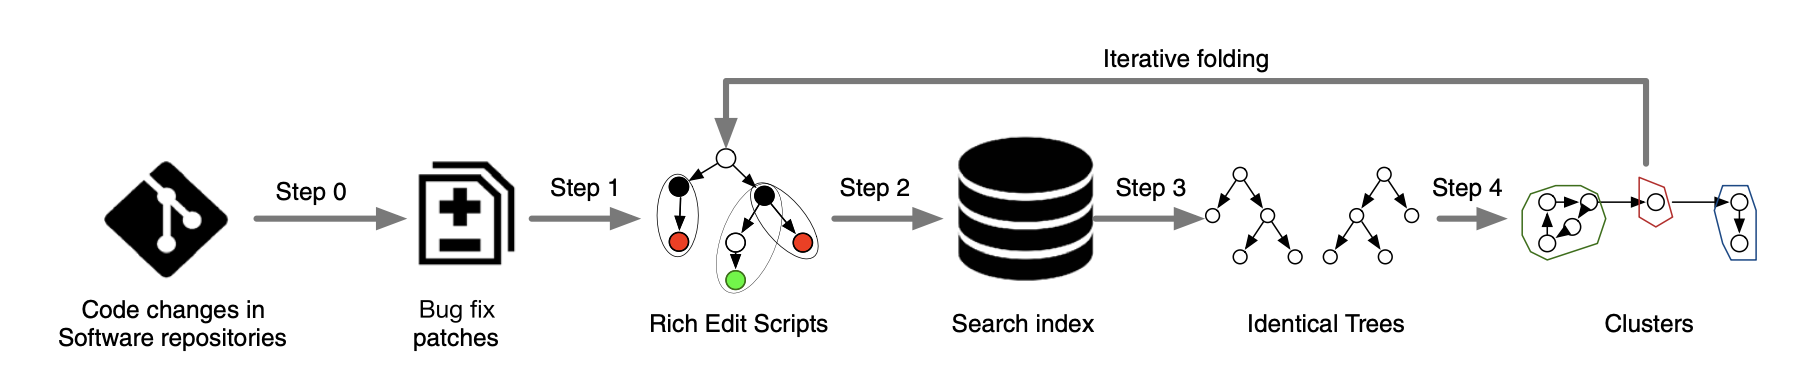 Iterative folding
Step 0
Step 1
Step 2
Step 3
Step 4
Code changes in
Software repositories
Bug fix
patches
Rich Edit Scripts
Search index
Identical Trees
Clusters